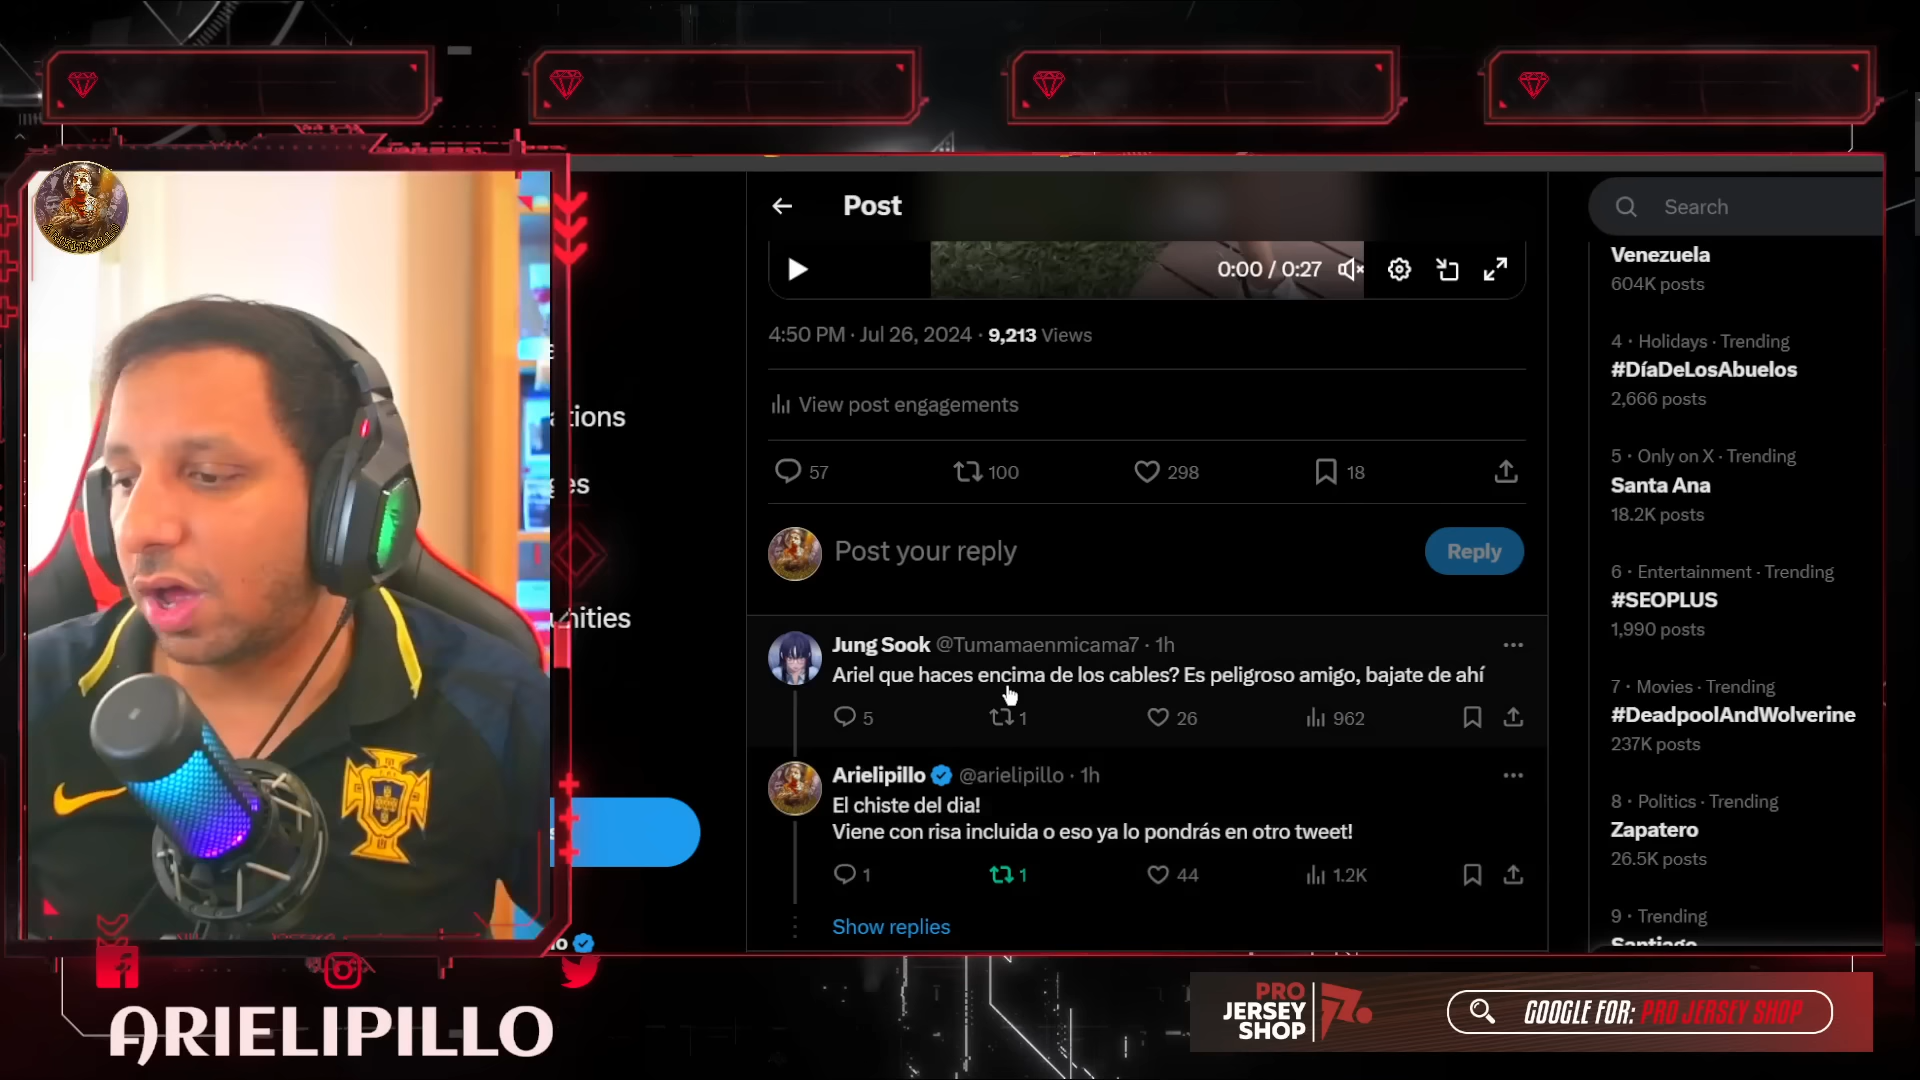 Post
Search
0:00 / 0:27
4:50 PM · Jul 26, 2024 · 9,213 Views
View post engagements
57
100
298
18
Post your reply
Reply
Jung Sook @Tumamaenmicama7 · 1h
Ariel que haces encima de los cables? Es peligroso amigo, bajate de ahí
5
1
26
962
Arielipillo @arielipillo · 1h
El chiste del dia!
Viene con risa incluida o eso ya lo pondrás en otro tweet!
1
1
44
1.2K
Show replies
Venezuela
604K posts
4 · Holidays · Trending
#DíaDeLosAbuelos
2,666 posts
5 · Only on X · Trending
Santa Ana
18.2K posts
6 · Entertainment · Trending
#SEOPLUS
1,990 posts
7 · Movies · Trending
#DeadpoolAndWolverine
237K posts
8 · Politics · Trending
Zapatero
26.5K posts
9 · Trending
Santiago
ARIELIPILLO
PRO
JERSEY
SHOP
GOOGLE FOR: PRO JERSEY SHOP